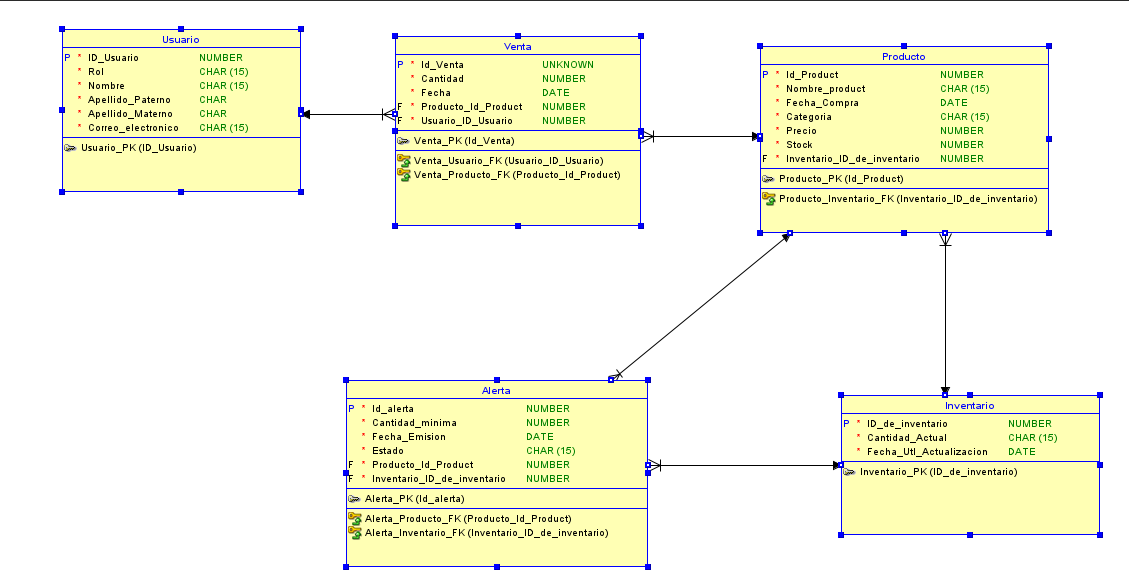 Usuario
P * ID_Usuario NUMBER
* Rol CHAR (15)
* Nombre CHAR (15)
* Apellido_Paterno CHAR
* Apellido_Materno CHAR
* Correo_electronico CHAR (15)
Usuario_PK (ID_Usuario)
Venta
P * Id_Venta UNKNOWN
* Cantidad NUMBER
* Fecha DATE
F * Producto_Id_Product NUMBER
F * Usuario_ID_Usuario NUMBER
Venta_PK (Id_Venta)
Venta_Usuario_FK (Usuario_ID_Usuario)
Venta_Producto_FK (Producto_Id_Product)
Producto
P * Id_Product NUMBER
* Nombre_product CHAR (15)
* Fecha_Compra DATE
* Categoria CHAR (15)
* Precio NUMBER
* Stock NUMBER
F * Inventario_ID_de_inventario NUMBER
Producto_PK (Id_Product)
Producto_Inventario_FK (Inventario_ID_de_inventario)
Alerta
P * Id_alerta NUMBER
* Cantidad_minima NUMBER
* Fecha_Emision DATE
* Estado CHAR (15)
F * Producto_Id_Product NUMBER
F * Inventario_ID_de_inventario NUMBER
Alerta_PK (Id_alerta)
Alerta_Producto_FK (Producto_Id_Product)
Alerta_Inventario_FK (Inventario_ID_de_inventario)
Inventario
P * ID_de_inventario NUMBER
* Cantidad_Actual CHAR (15)
* Fecha_Utl_Actualizacion DATE
Inventario_PK (ID_de_inventario)